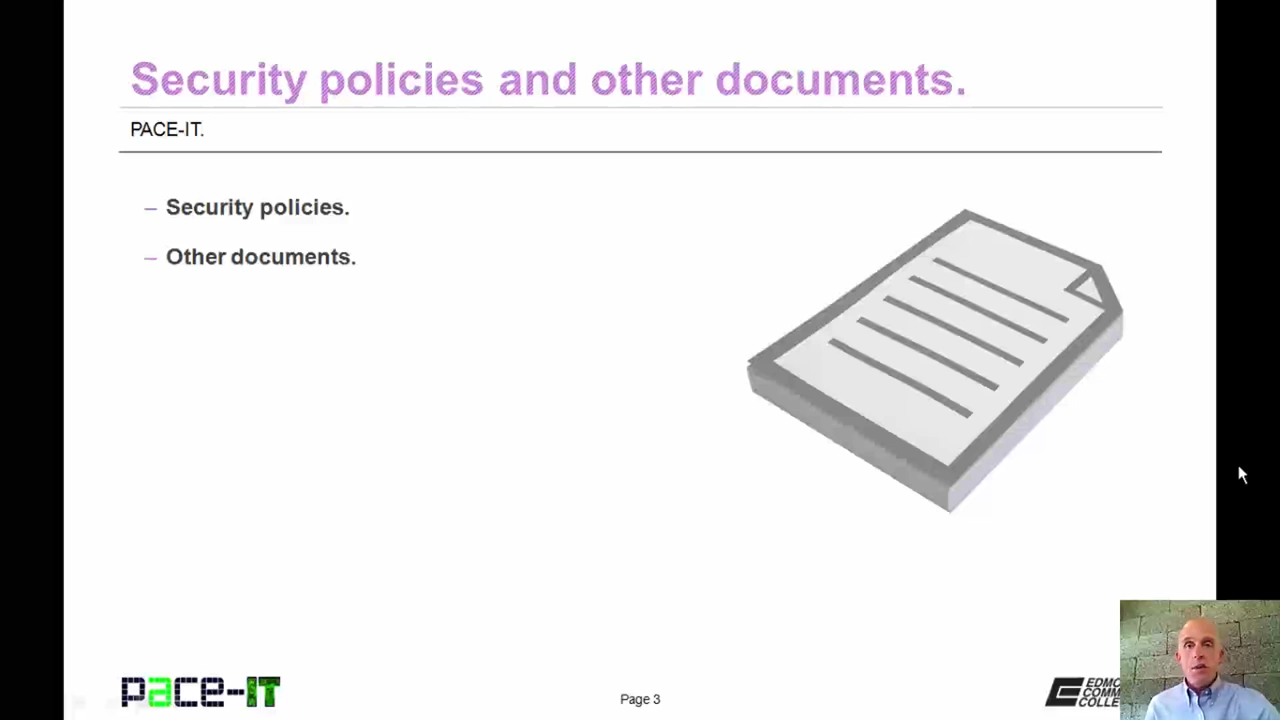 Security policies and other documents.
PACE-IT.
– Security policies.
– Other documents.
pace-IT
Page 3